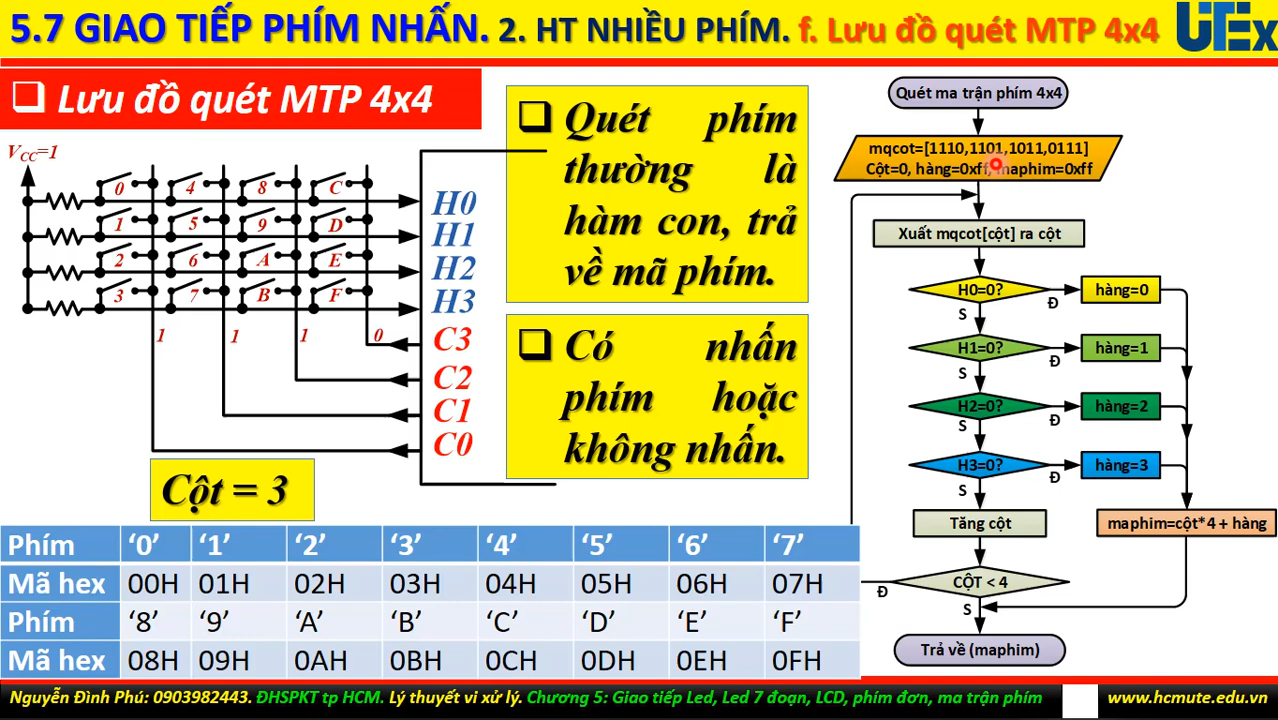 5.7 GIAO TIẾP PHÍM NHẤN. 2. HT NHIỀU PHÍM. f. Lưu đồ quét MTP 4x4
UTEx
Lưu đồ quét MTP 4x4
VCC=1
0 4 8 C
1 5 9 D
2 6 A E
3 7 B F
H0
H1
H2
H3
1 1 1 0
C3
C2
C1
C0
Cột = 3
Quét phím
thường là
hàm con, trả
về mã phím.
Có nhấn
phím hoặc
không nhấn.
Quét ma trận phím 4x4
mqcot=[1110,1101,1011,0111]
Cột=0, hàng=0xff, maphim=0xff
Xuất mqcot[cột] ra cột
H0=0? Đ hàng=0
S
H1=0? Đ hàng=1
S
H2=0? Đ hàng=2
S
H3=0? Đ hàng=3
S
Tăng cột maphim=cột*4 + hàng
CỘT < 4
Đ
S
Trả về (maphim)
Phím ‘0’ ‘1’ ‘2’ ‘3’ ‘4’ ‘5’ ‘6’ ‘7’
Mã hex 00H 01H 02H 03H 04H 05H 06H 07H
Phím ‘8’ ‘9’ ‘A’ ‘B’ ‘C’ ‘D’ ‘E’ ‘F’
Mã hex 08H 09H 0AH 0BH 0CH 0DH 0EH 0FH
Nguyễn Đình Phú: 0903982443. ĐHSPKT tp HCM. Lý thuyết vi xử lý. Chương 5: Giao tiếp Led, Led 7 đoạn, LCD, phím đơn, ma trận phím
www.hcmute.edu.vn